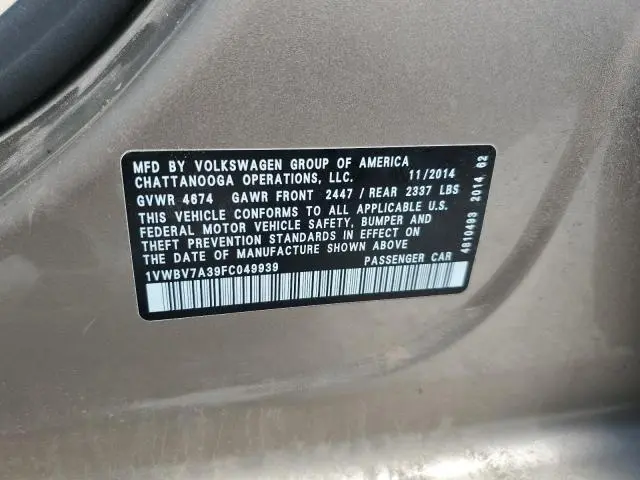 MFD BY VOLKSWAGEN GROUP OF AMERICA
CHATTANOOGA OPERATIONS, LLC. 11/2014
GVWR 4674 GAWR FRONT 2447 / REAR 2337 LBS
THIS VEHICLE CONFORMS TO ALL APPLICABLE U.S.
FEDERAL MOTOR VEHICLE SAFETY, BUMPER AND
THEFT PREVENTION STANDARDS IN EFFECT ON
THE DATE OF MANUFACTURE SHOWN ABOVE
1VWBV7A39FC049939 PASSENGER CAR
4810493 2014 62